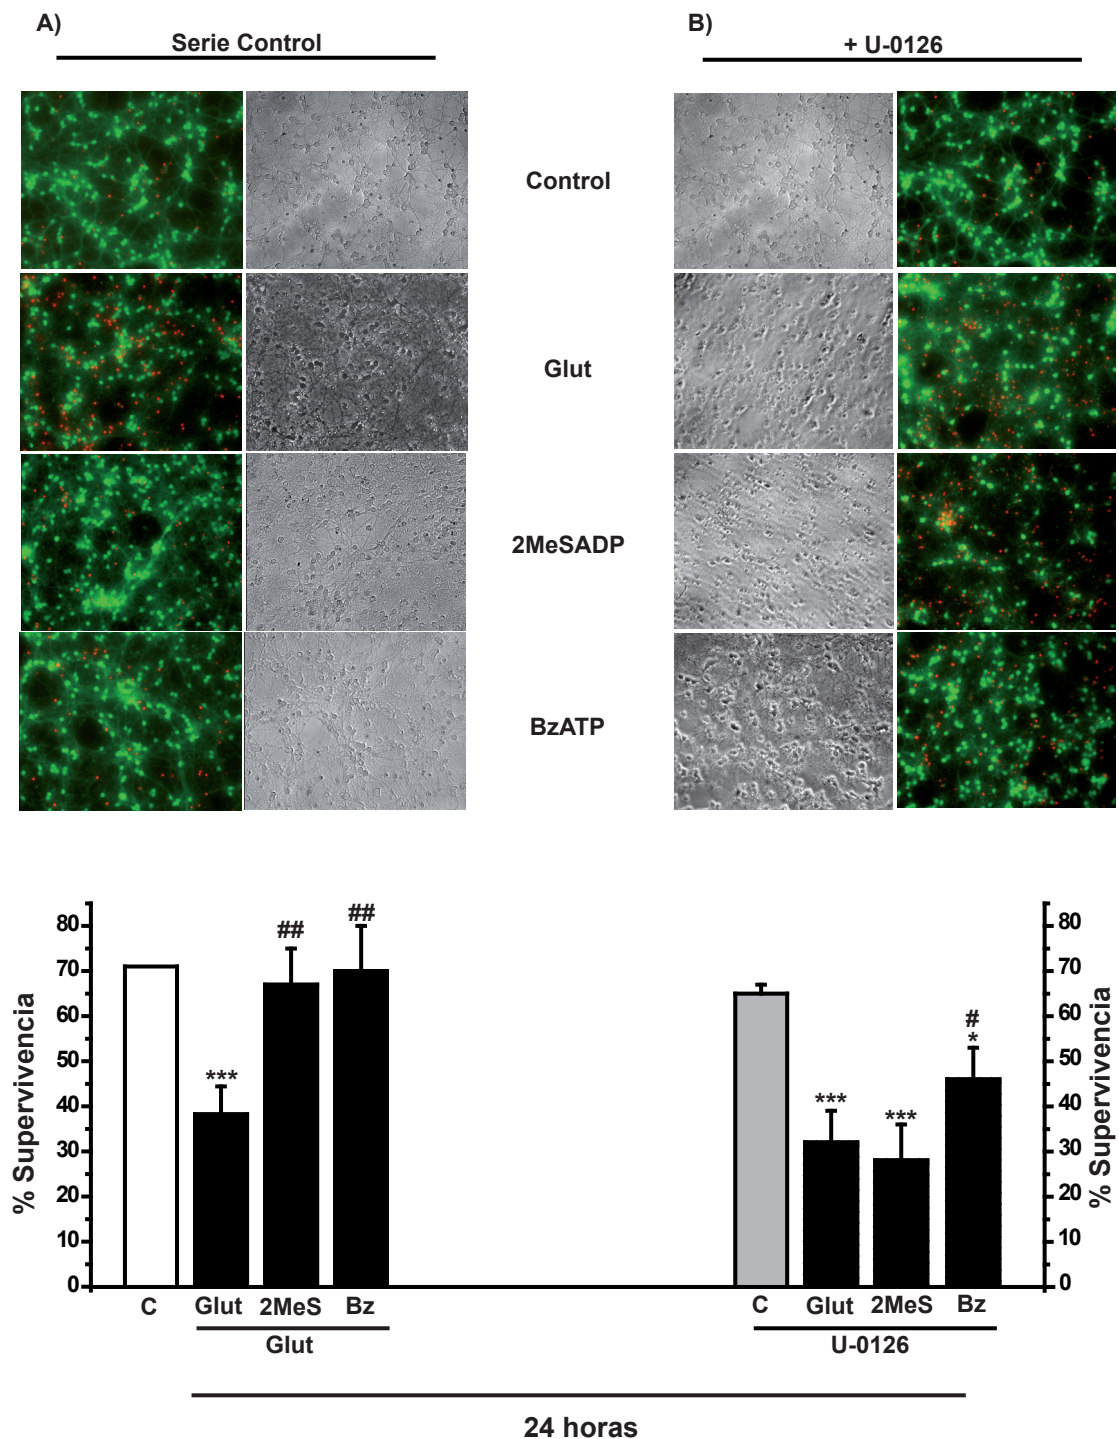 A)
Serie Control
B)
+ U-0126
Control
Glut
2MeSADP
BzATP
% Supervivencia
80
70
60
50
40
30
20
10
0
***
##
##
C
Glut
2MeS
Bz
Glut
***
***
#
*
C
Glut
2MeS
Bz
U-0126
80
70
60
50
40
30
20
10
0
% Supervivencia
24 horas